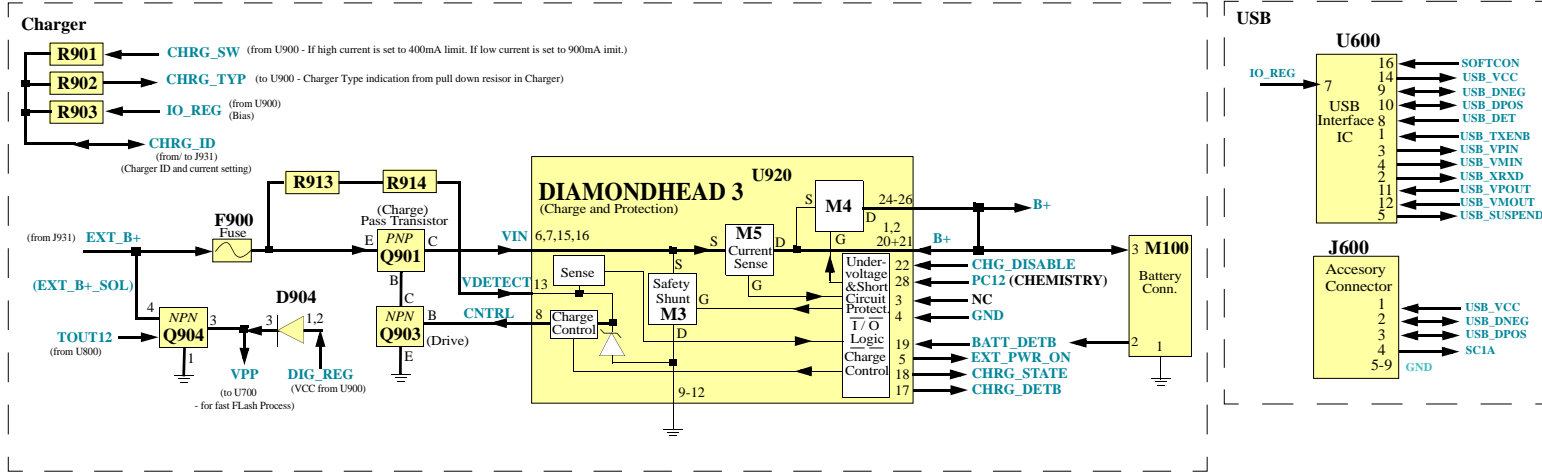 Charger
R901
CHRG_SW (from U900 - If high current is set to 400mA limit. If low current is set to 900mA imit.)
R902
CHRG_TYP (to U900 - Charger Type indication from pull down resisor in Charger)
R903
IO_REG (from U900)
(Bias)
CHRG_ID
(from/ to J931)
(Charger ID and current setting)
R913
R914
F900
Fuse
(from J931)
EXT_B+
(EXT_B+_SOL)
(Charge)
Pass Transistor
E
PNP
C
Q901
B
C
NPN
B
Q903
(Drive)
E
4
NPN
3
Q904
1
TOUT12
(from U800)
D904
3
1,2
VPP
(to U700
- for fast FLash Process)
DIG_REG
(VCC from U900)
VIN
VDETECT
CNTRL
U920
DIAMONDHEAD 3
(Charge and Protection)
6,7,15,16
13
8
Sense
Charge
Control
S
Safety
Shunt
M3
G
D
9-12
S
M5
D
Current
Sense
G
S
M4
D
G
Under-
voltage
&Short
Circuit
Protect.
I / O
Logic
Charge
Control
24-26
1,2
20+21
22
28
3
4
19
5
18
17
B+
B+
CHG_DISABLE
PC12 (CHEMISTRY)
NC
GND
BATT_DETB
EXT_PWR_ON
CHRG_STATE
CHRG_DETB
3
M100
Battery
Conn.
2
1
USB
U600
IO_REG
7
USB
Interface
IC
16 SOFTCON
14 USB_VCC
9 USB_DNEG
10 USB_DPOS
8 USB_DET
1 USB_TXENB
3 USB_VPIN
4 USB_VMIN
2 USB_XRXD
11 USB_VPOUT
12 USB_VMOUT
5 USB_SUSPEND
J600
Accesory
Connector
1 USB_VCC
2 USB_DNEG
3 USB_DPOS
4 SC1A
5-9 GND